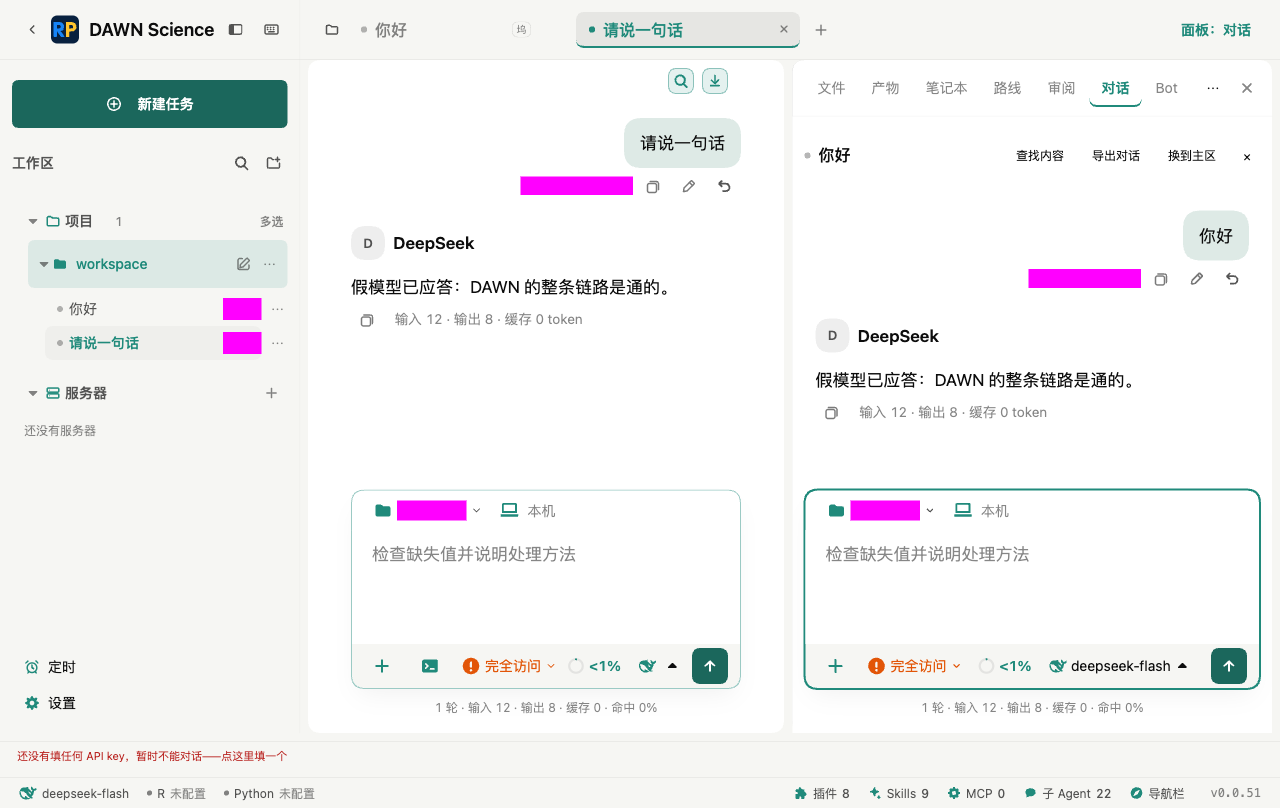 RP DAWN Science
你好
坞
请说一句话
面板：对话
新建任务
工作区
项目 1 多选
workspace
你好
请说一句话
服务器
还没有服务器
定时
设置
请说一句话
D DeepSeek
假模型已应答：DAWN 的整条链路是通的。
输入 12 · 输出 8 · 缓存 0 token
本机
检查缺失值并说明处理方法
完全访问 <1%
1 轮 · 输入 12 · 输出 8 · 缓存 0 · 命中 0%
文件 产物 笔记本 路线 审阅 对话 Bot
你好 查找内容 导出对话 换到主区
你好
D DeepSeek
假模型已应答：DAWN 的整条链路是通的。
输入 12 · 输出 8 · 缓存 0 token
本机
检查缺失值并说明处理方法
完全访问 <1% deepseek-flash
1 轮 · 输入 12 · 输出 8 · 缓存 0 · 命中 0%
还没有填任何 API key，暂时不能对话——点这里填一个
deepseek-flash R 未配置 Python 未配置 插件 8 Skills 9 MCP 0 子 Agent 22 导航栏 v0.0.51